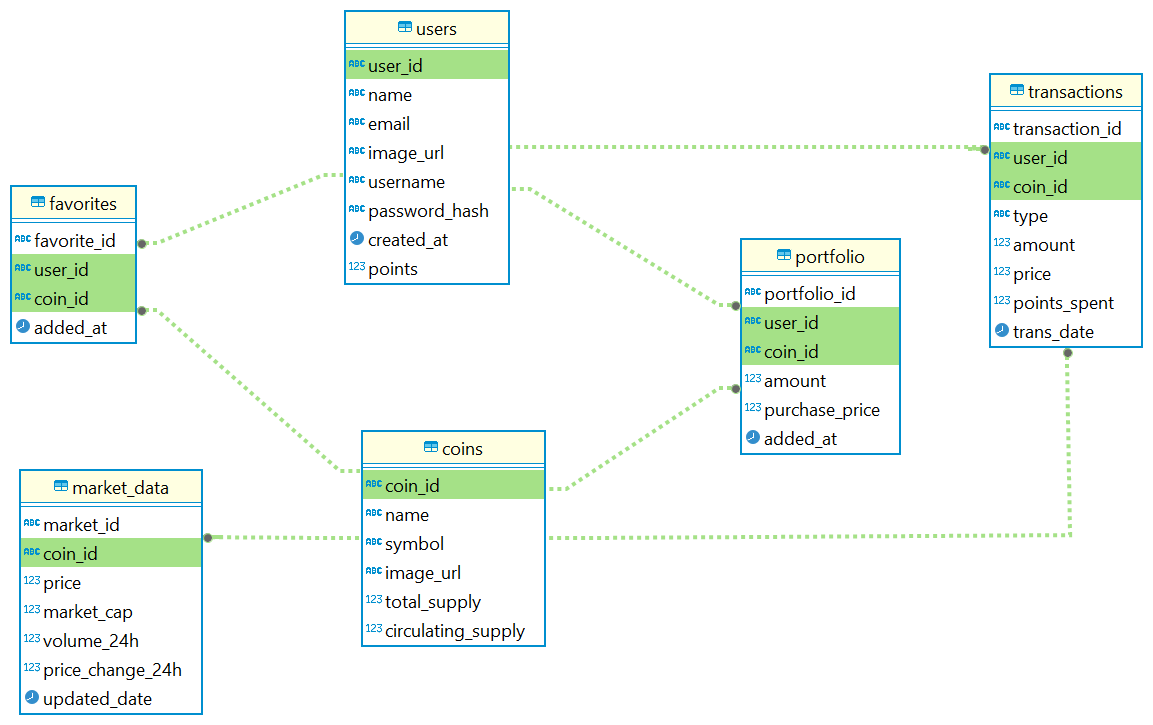 users
ABC user_id
ABC name
ABC email
ABC image_url
ABC username
ABC password_hash
created_at
123 points
transactions
ABC transaction_id
ABC user_id
ABC coin_id
ABC type
123 amount
123 price
123 points_spent
trans_date
favorites
ABC favorite_id
ABC user_id
ABC coin_id
added_at
portfolio
ABC portfolio_id
ABC user_id
ABC coin_id
123 amount
123 purchase_price
added_at
coins
ABC coin_id
ABC name
ABC symbol
ABC image_url
123 total_supply
123 circulating_supply
market_data
ABC market_id
ABC coin_id
123 price
123 market_cap
123 volume_24h
123 price_change_24h
updated_date